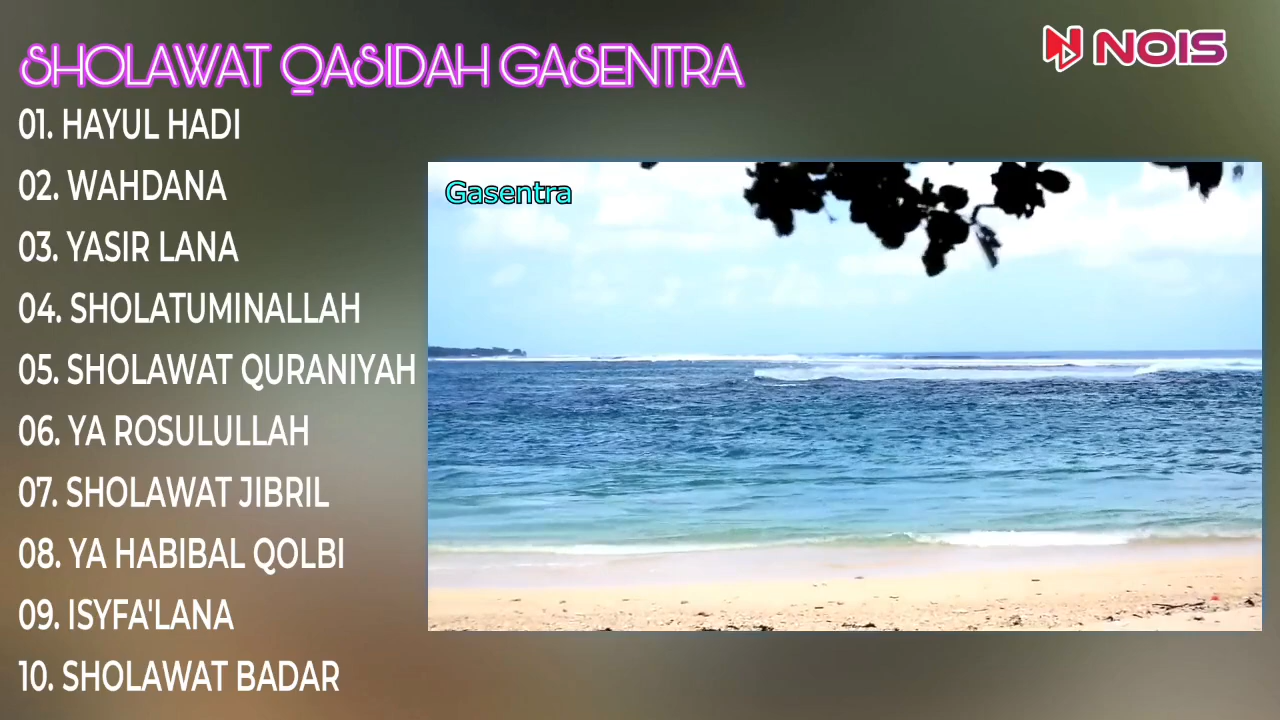 SHOLAWAT QASIDAH GASENTRA
NOIS
01. HAYUL HADI
02. WAHDANA
03. YASIR LANA
04. SHOLATUMINALLAH
05. SHOLAWAT QURANIYAH
06. YA ROSULULLAH
07. SHOLAWAT JIBRIL
08. YA HABIBAL QOLBI
09. ISYFA'LANA
10. SHOLAWAT BADAR
Gasentra